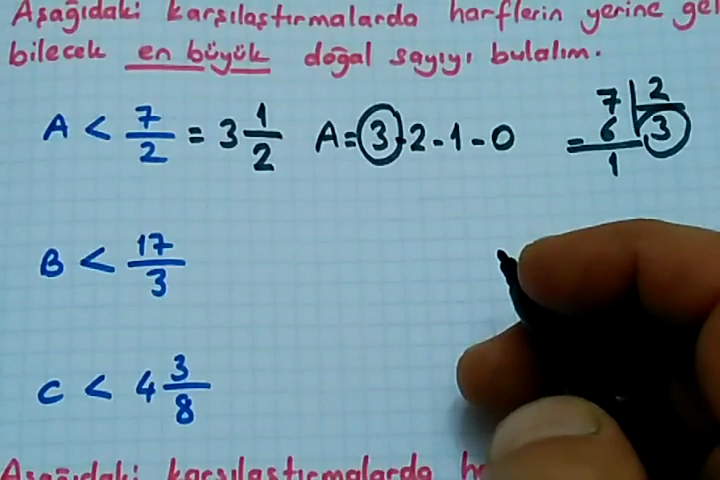 Aşağıdaki karşılaştırmalarda harflerin yerine gel
bilecek en büyük doğal sayıyı bulalım.
A < 7/2 = 3 1/2 A = 3-2-1-0
7 | 2
- 6 3
1
B < 17/3
C < 4 3/8
Aşağıdaki karşılaştırmalarda ha